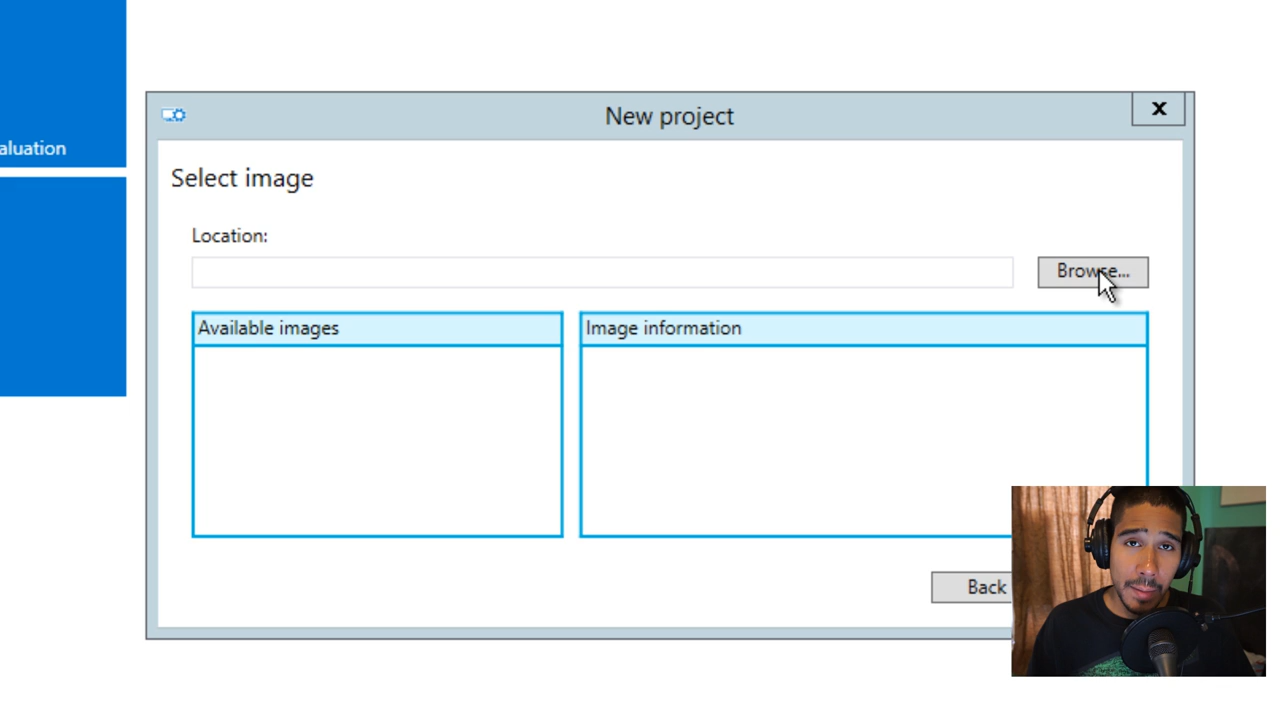 New project
X
aluation
Select image
Location:
Browse...
Available images
Image information
Back